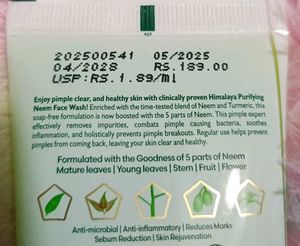 202500541 05/2025
04/2028 RS.189.00
USP:RS.1.89/ml
Enjoy pimple clear, and healthy skin with clinically proven Himalaya Purifying
Neem Face Wash! Enriched with the time-tested blend of Neem and Turmeric, this
soap-free formulation is now boosted with the 5 parts of Neem. This pimple expert
effectively removes impurities, combats pimple causing bacteria, soothes
inflammation, and holistically prevents pimple breakouts. Regular use helps prevent
pimples from coming back, leaving your skin clear and healthy.
Formulated with the Goodness of 5 parts of Neem
Mature leaves | Young leaves | Stem | Fruit | Flower
Anti-microbial | Anti-inflammatory | Reduces Marks
Sebum Reduction | Skin Rejuvenation